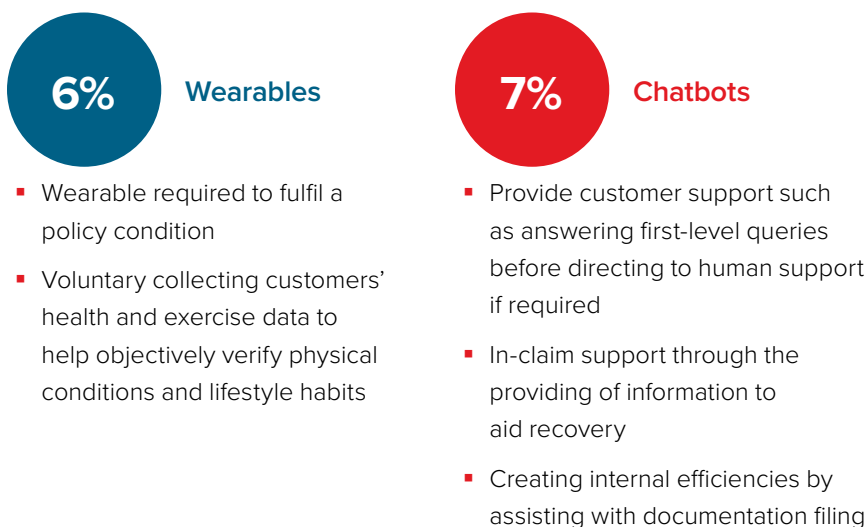 6%
Wearables
▪ Wearable required to fulfil a
policy condition
▪ Voluntary collecting customers’
health and exercise data to
help objectively verify physical
conditions and lifestyle habits
7%
Chatbots
▪ Provide customer support such
as answering first-level queries
before directing to human support
if required
▪ In-claim support through the
providing of information to
aid recovery
▪ Creating internal efficiencies by
assisting with documentation filing